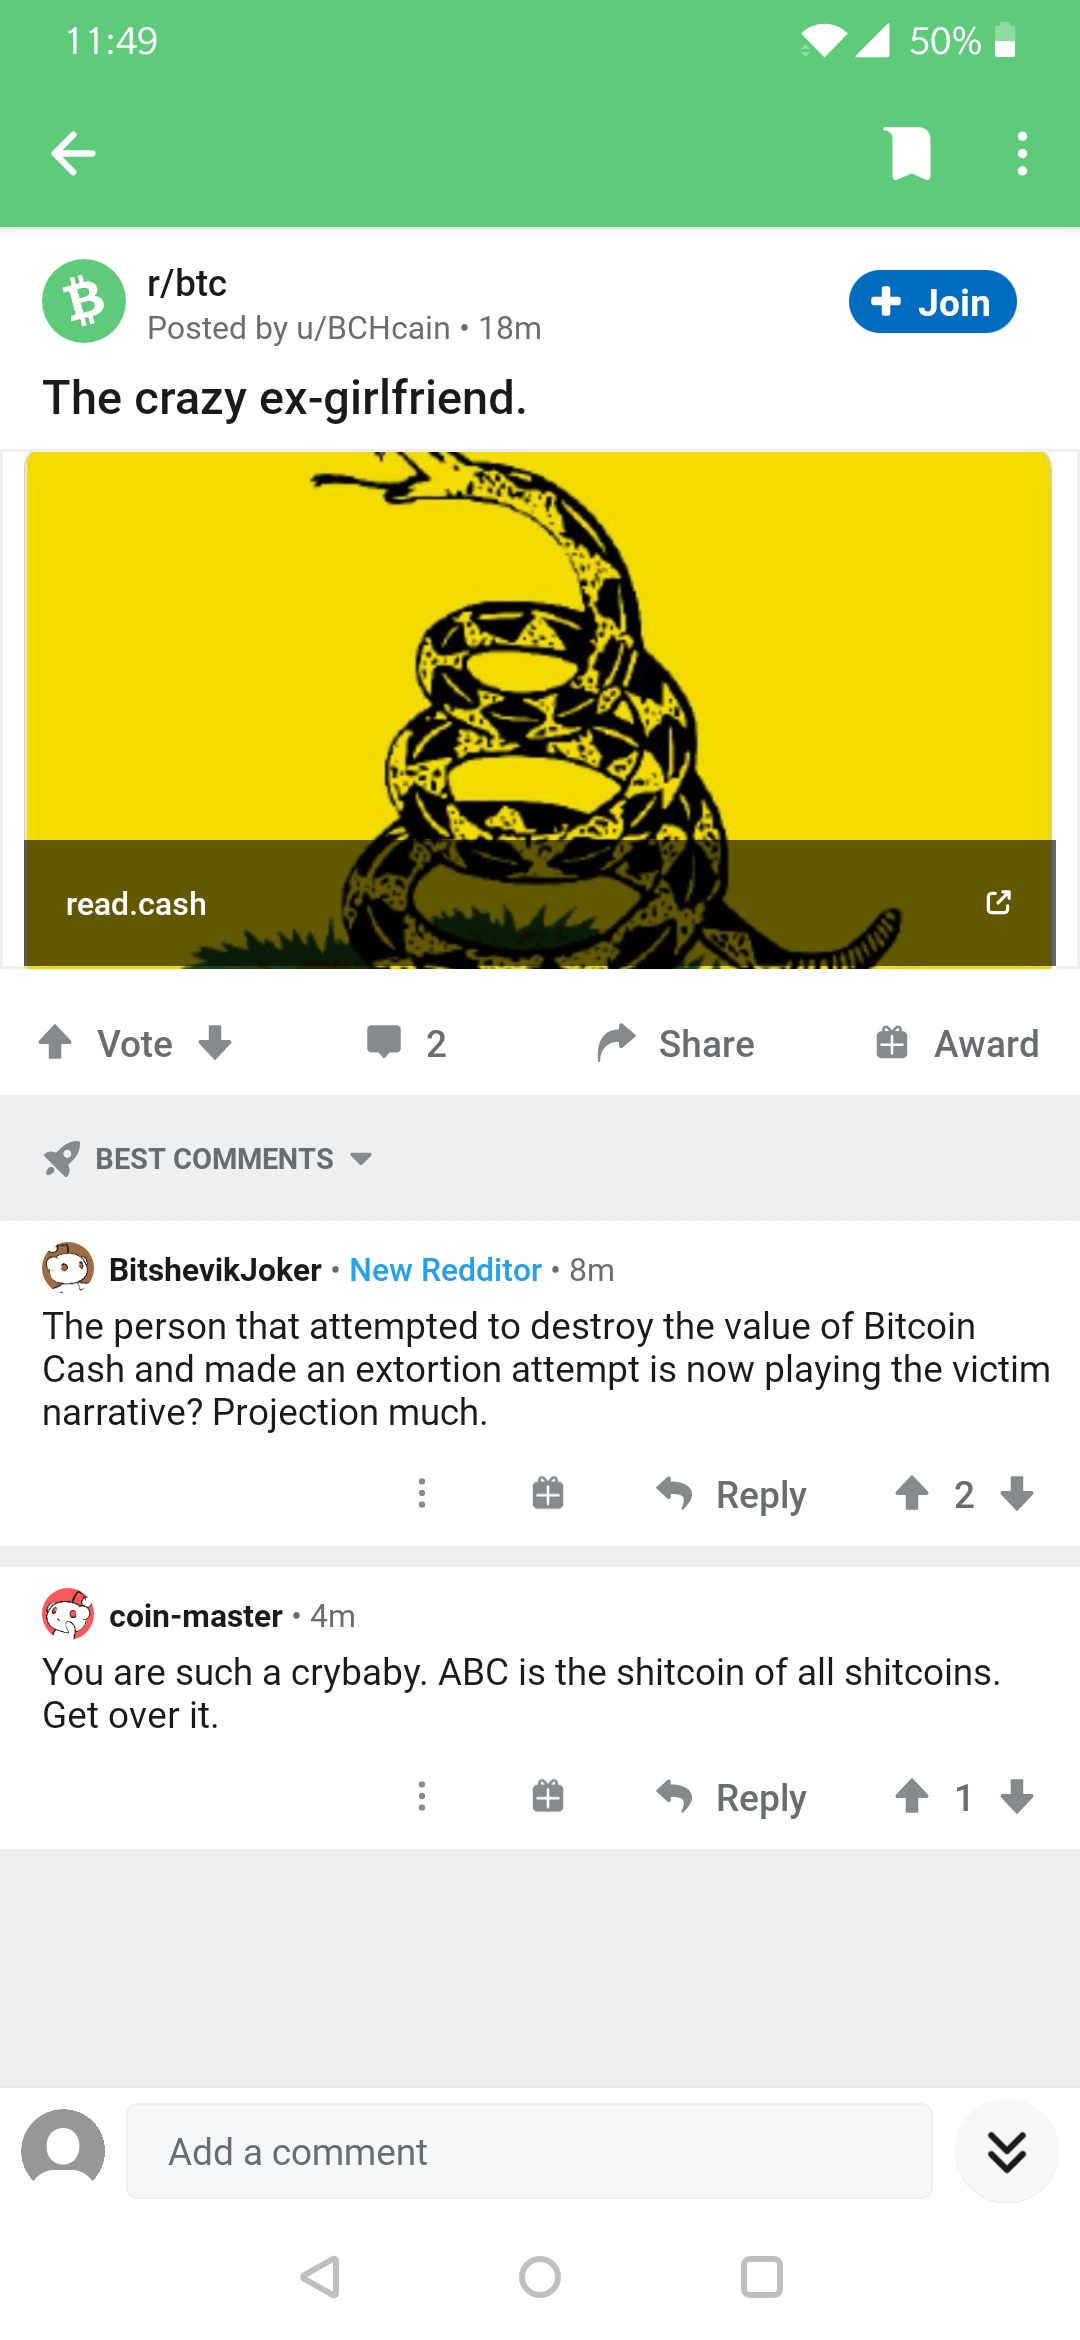 11:49
50%
r/btc
Posted by u/BCHcain • 18m
Join
The crazy ex-girlfriend.
read.cash
Vote
2
Share
Award
BEST COMMENTS
BitshevikJoker • New Redditor • 8m
The person that attempted to destroy the value of Bitcoin
Cash and made an extortion attempt is now playing the victim
narrative? Projection much.
Reply
2
coin-master • 4m
You are such a crybaby. ABC is the shitcoin of all shitcoins.
Get over it.
Reply
1
Add a comment